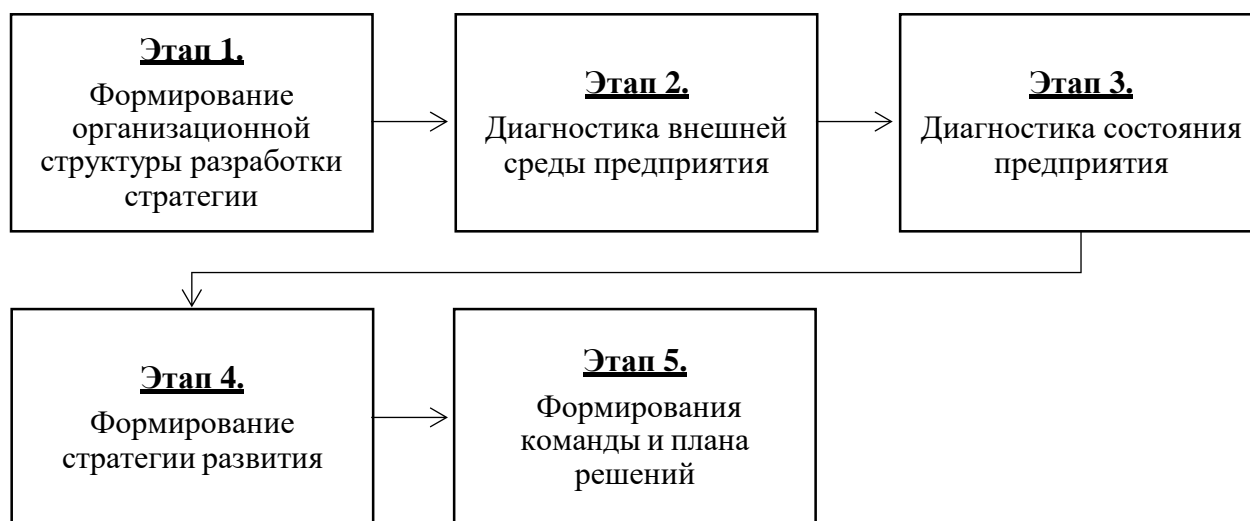 Этап 1.
Формирование
организационной
структуры разработки
стратегии
Этап 2.
Диагностика внешней
среды предприятия
Этап 3.
Диагностика состояния
предприятия
Этап 4.
Формирование
стратегии развития
Этап 5.
Формирования
команды и плана
решений